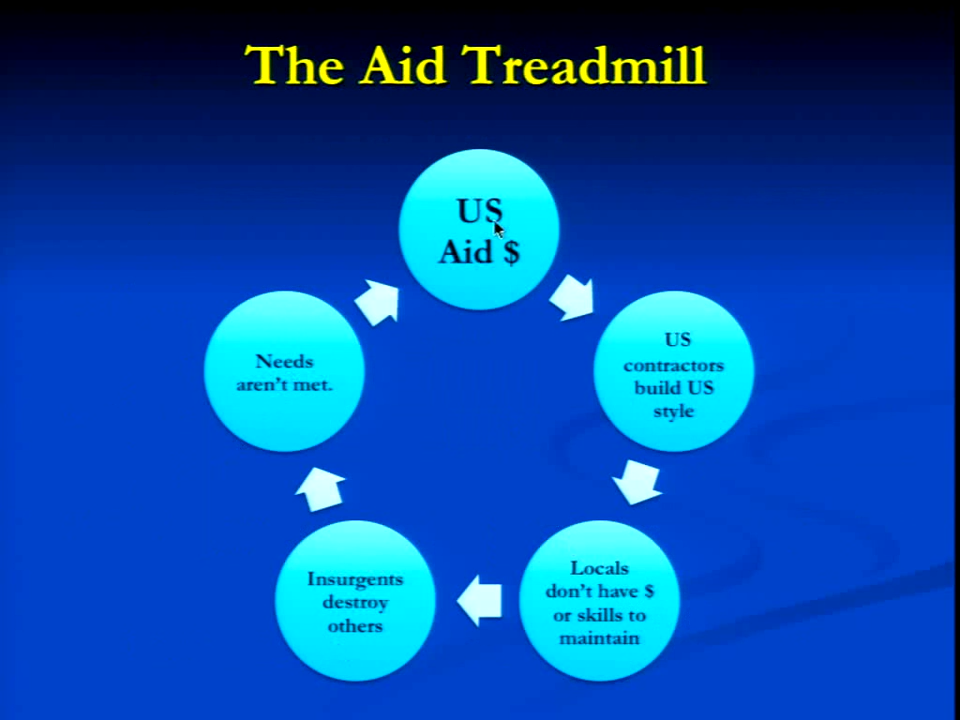 The Aid Treadmill
US
Aid $
US
contractors
build US
style
Locals
don't have $
or skills to
maintain
Insurgents
destroy
others
Needs
aren't met.